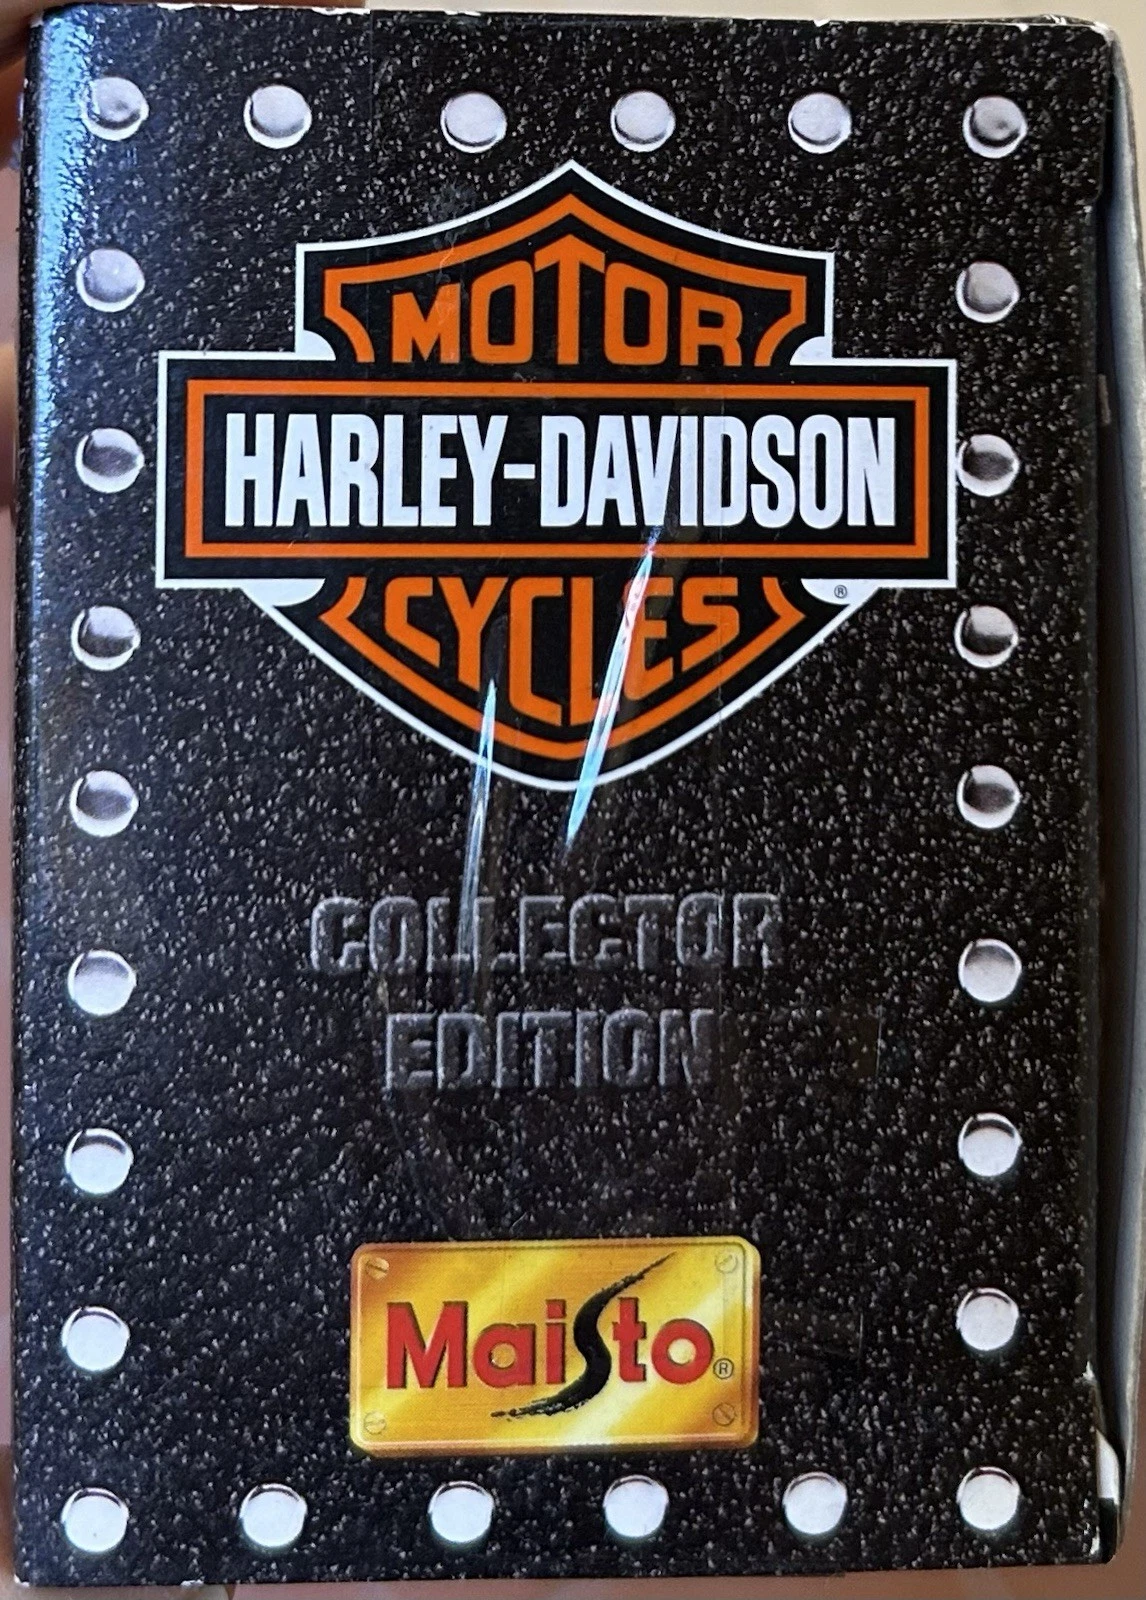 MOTOR
HARLEY-DAVIDSON
CYCLES
®
COLLECTOR
EDITION
Maisto®